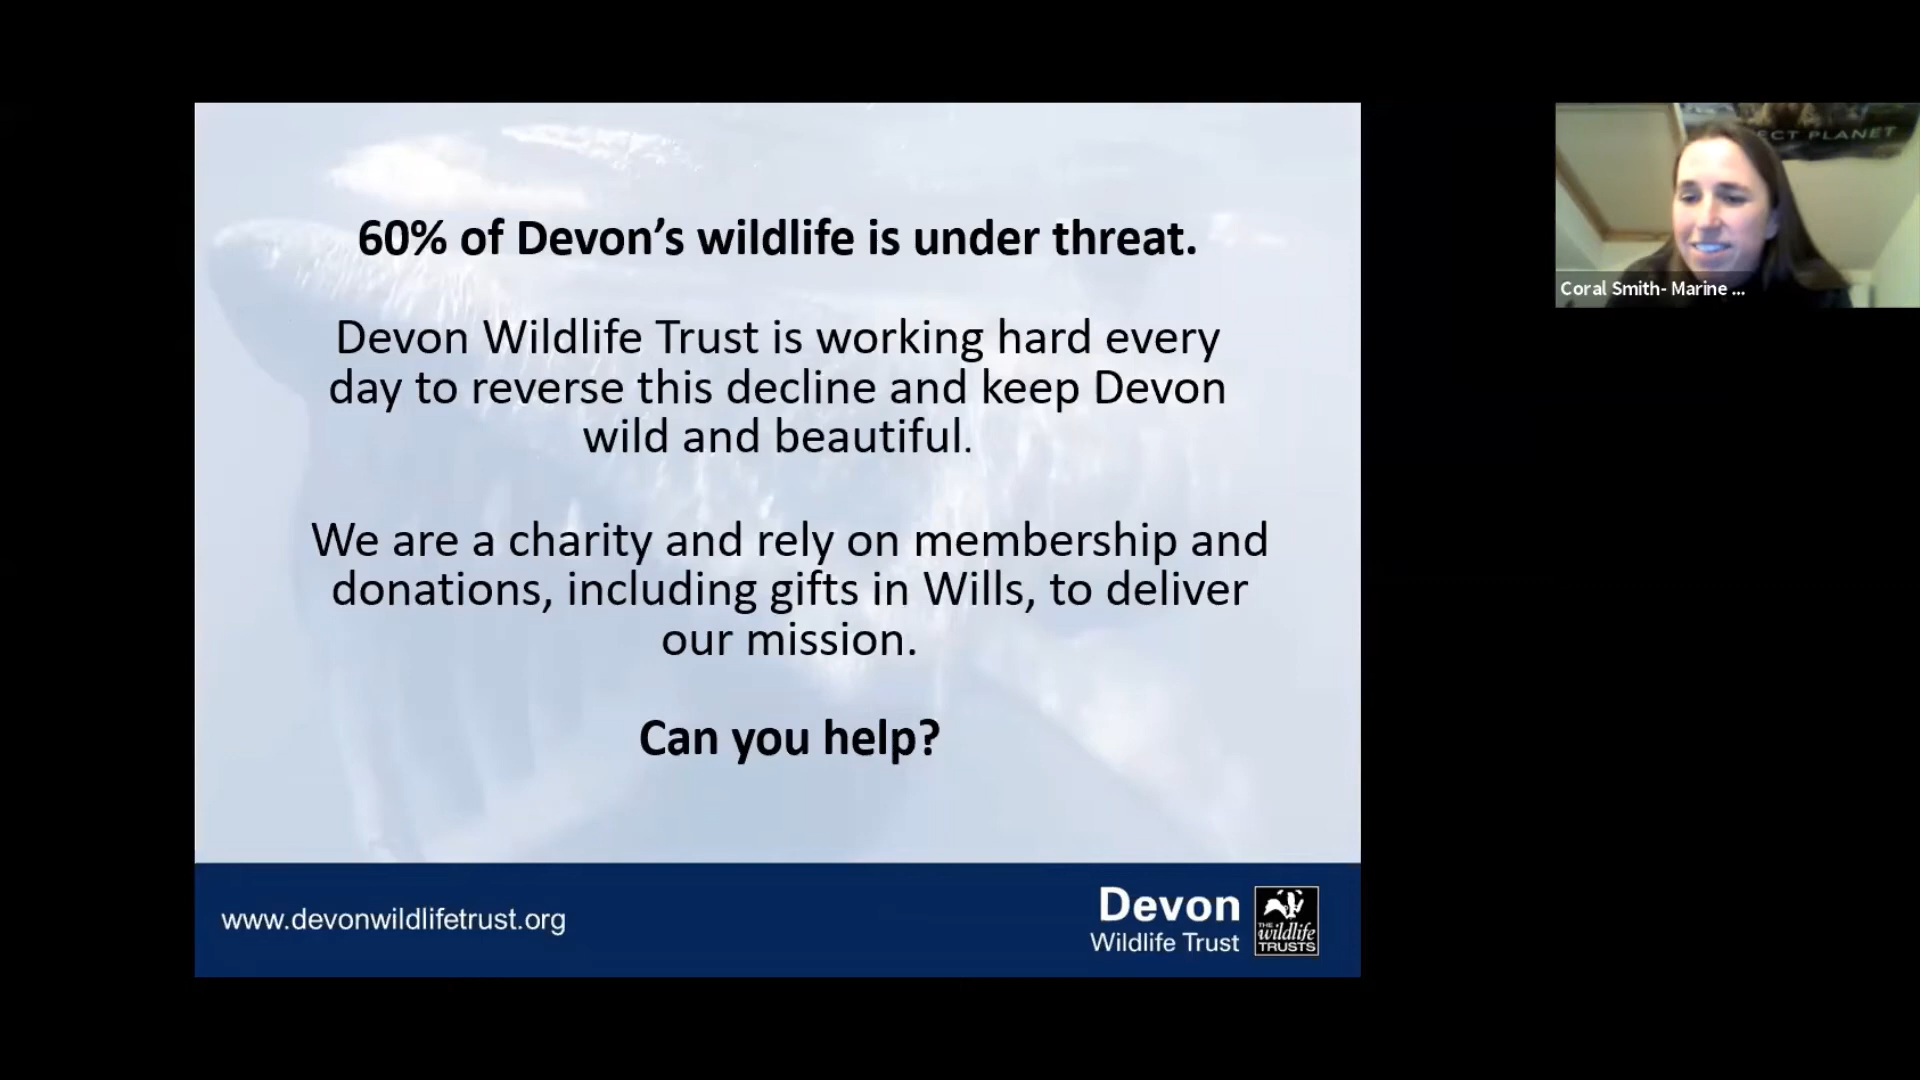 60% of Devon’s wildlife is under threat.
Devon Wildlife Trust is working hard every
day to reverse this decline and keep Devon
wild and beautiful.
We are a charity and rely on membership and
donations, including gifts in Wills, to deliver
our mission.
Can you help?
www.devonwildlifetrust.org
Devon
Wildlife Trust
THE
wildlife
TRUSTS
ECT PLANET
Coral Smith- Marine ...